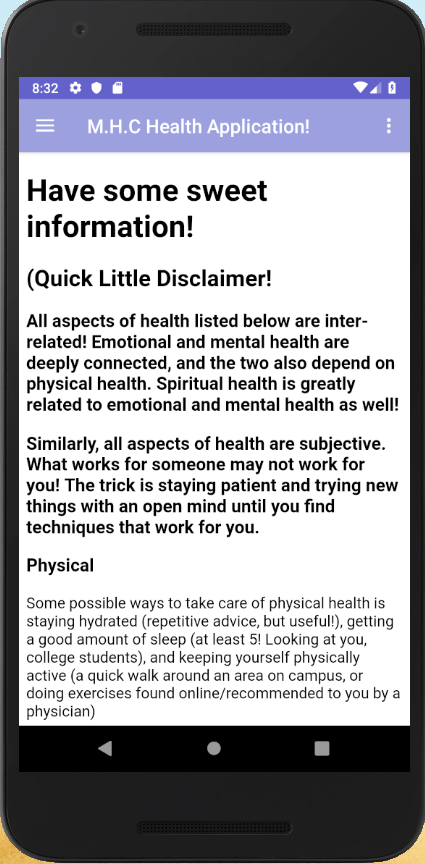 8:32
M.H.C Health Application!
Have some sweet
information!
(Quick Little Disclaimer!
All aspects of health listed below are inter-
related! Emotional and mental health are
deeply connected, and the two also depend on
physical health. Spiritual health is greatly
related to emotional and mental health as well!
Similarly, all aspects of health are subjective.
What works for someone may not work for
you! The trick is staying patient and trying new
things with an open mind until you find
techniques that work for you.
Physical
Some possible ways to take care of physical health is
staying hydrated (repetitive advice, but useful!), getting
a good amount of sleep (at least 5! Looking at you,
college students), and keeping yourself physically
active (a quick walk around an area on campus, or
doing exercises found online/recommended to you by a
physician)